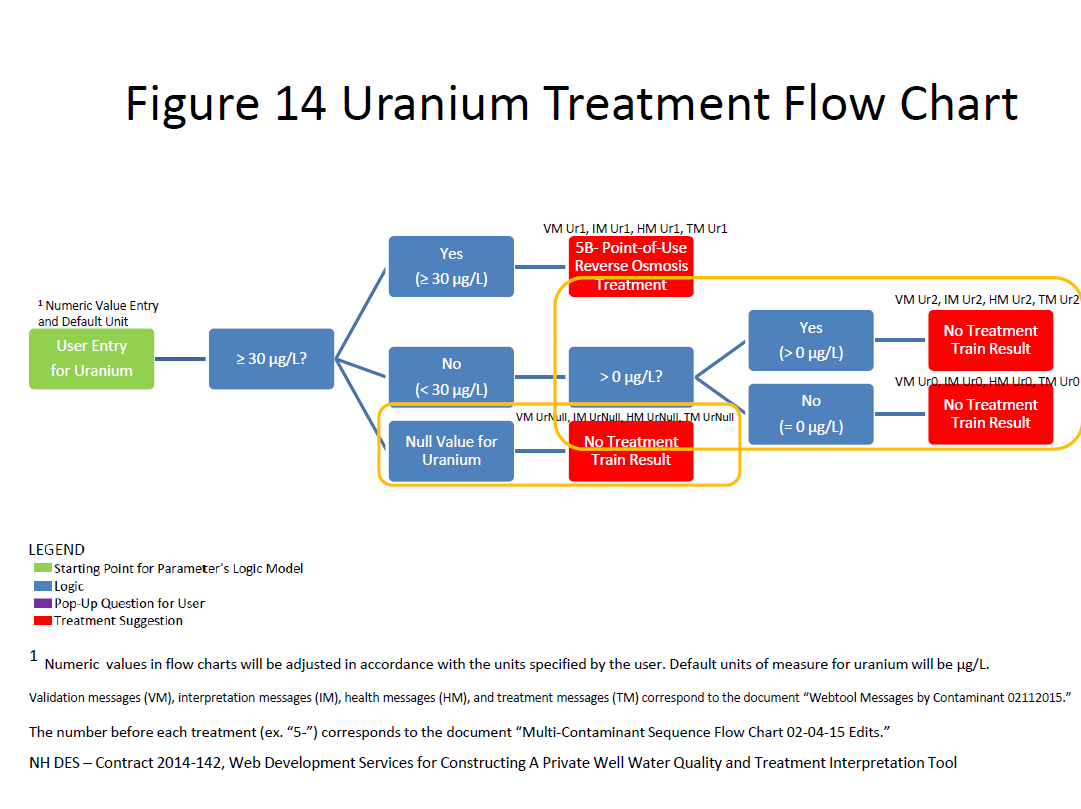 Figure 14 Uranium Treatment Flow Chart
VM Ur1, IM Ur1, HM Ur1, TM Ur1
Yes
(≥ 30 µg/L)
5B- Point-of-Use
Reverse Osmosis
Treatment
¹ Numeric Value Entry
and Default Unit
User Entry
for Uranium
≥ 30 µg/L?
No
(< 30 µg/L)
> 0 µg/L?
VM Ur2, IM Ur2, HM Ur2, TM Ur2
Yes
(> 0 µg/L)
No Treatment
Train Result
VM Ur0, IM Ur0, HM Ur0, TM Ur0
No
(= 0 µg/L)
No Treatment
Train Result
VM UrNull, IM UrNull, HM UrNull, TM UrNull
Null Value for
Uranium
No Treatment
Train Result
LEGEND
Starting Point for Parameter's Logic Model
Logic
Pop-Up Question for User
Treatment Suggestion
1 Numeric values in flow charts will be adjusted in accordance with the units specified by the user. Default units of measure for uranium will be µg/L.
Validation messages (VM), interpretation messages (IM), health messages (HM), and treatment messages (TM) correspond to the document “Webtool Messages by Contaminant 02112015.”
The number before each treatment (ex. “5-”) corresponds to the document “Multi-Contaminant Sequence Flow Chart 02-04-15 Edits.”
NH DES – Contract 2014-142, Web Development Services for Constructing A Private Well Water Quality and Treatment Interpretation Tool